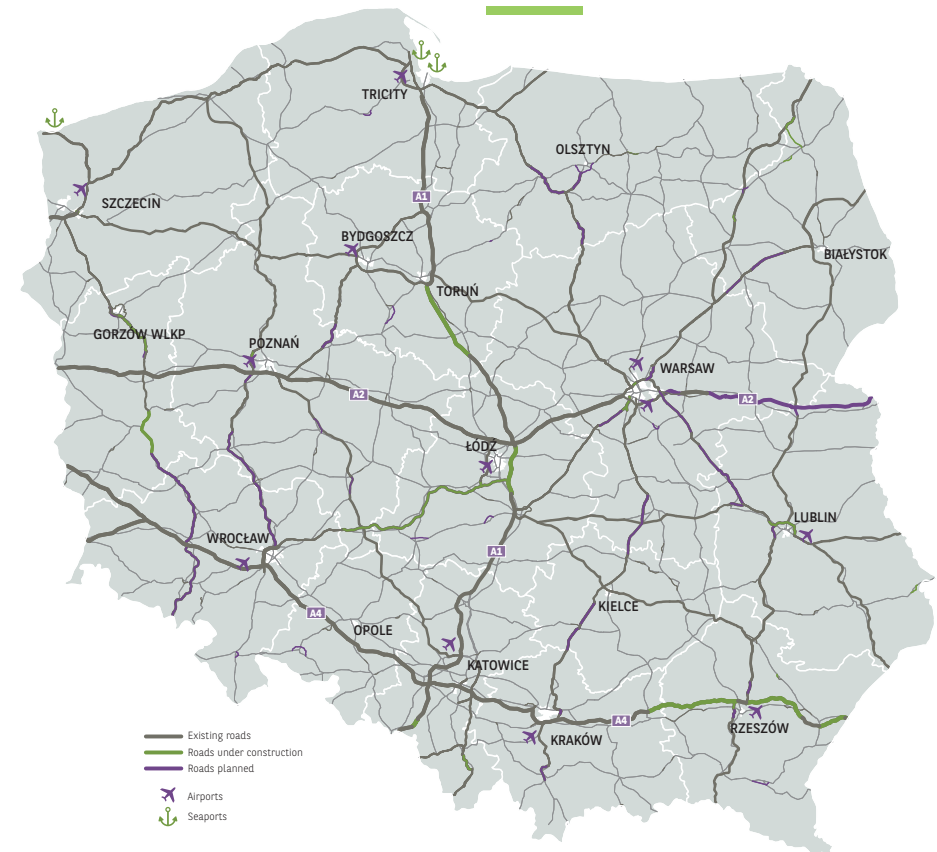 TRICITY
OLSZTYN
A1
SZCZECIN
BYDGOSZCZ
BIAŁYSTOK
TORUŃ
GORZÓW WLKP
POZNAŃ
WARSAW
A2
A2
ŁÓDŹ
LUBLIN
WROCŁAW
A1
KIELCE
A4
OPOLE
KATOWICE
A4
RZESZÓW
KRAKÓW
Existing roads
Roads under construction
Roads planned
Airports
Seaports